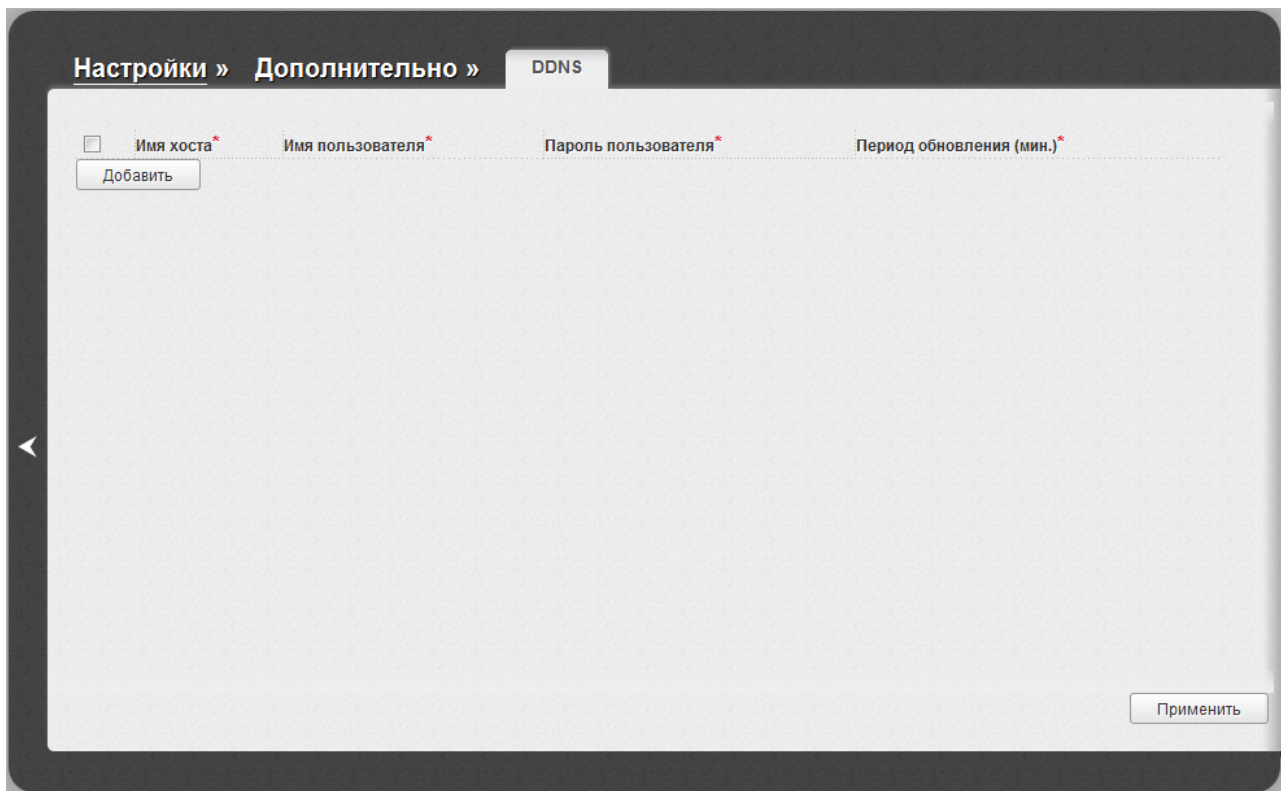 Настройки » Дополнительно » DDNS
Имя хоста* Имя пользователя* Пароль пользователя* Период обновления (мин.)*
Добавить
Применить